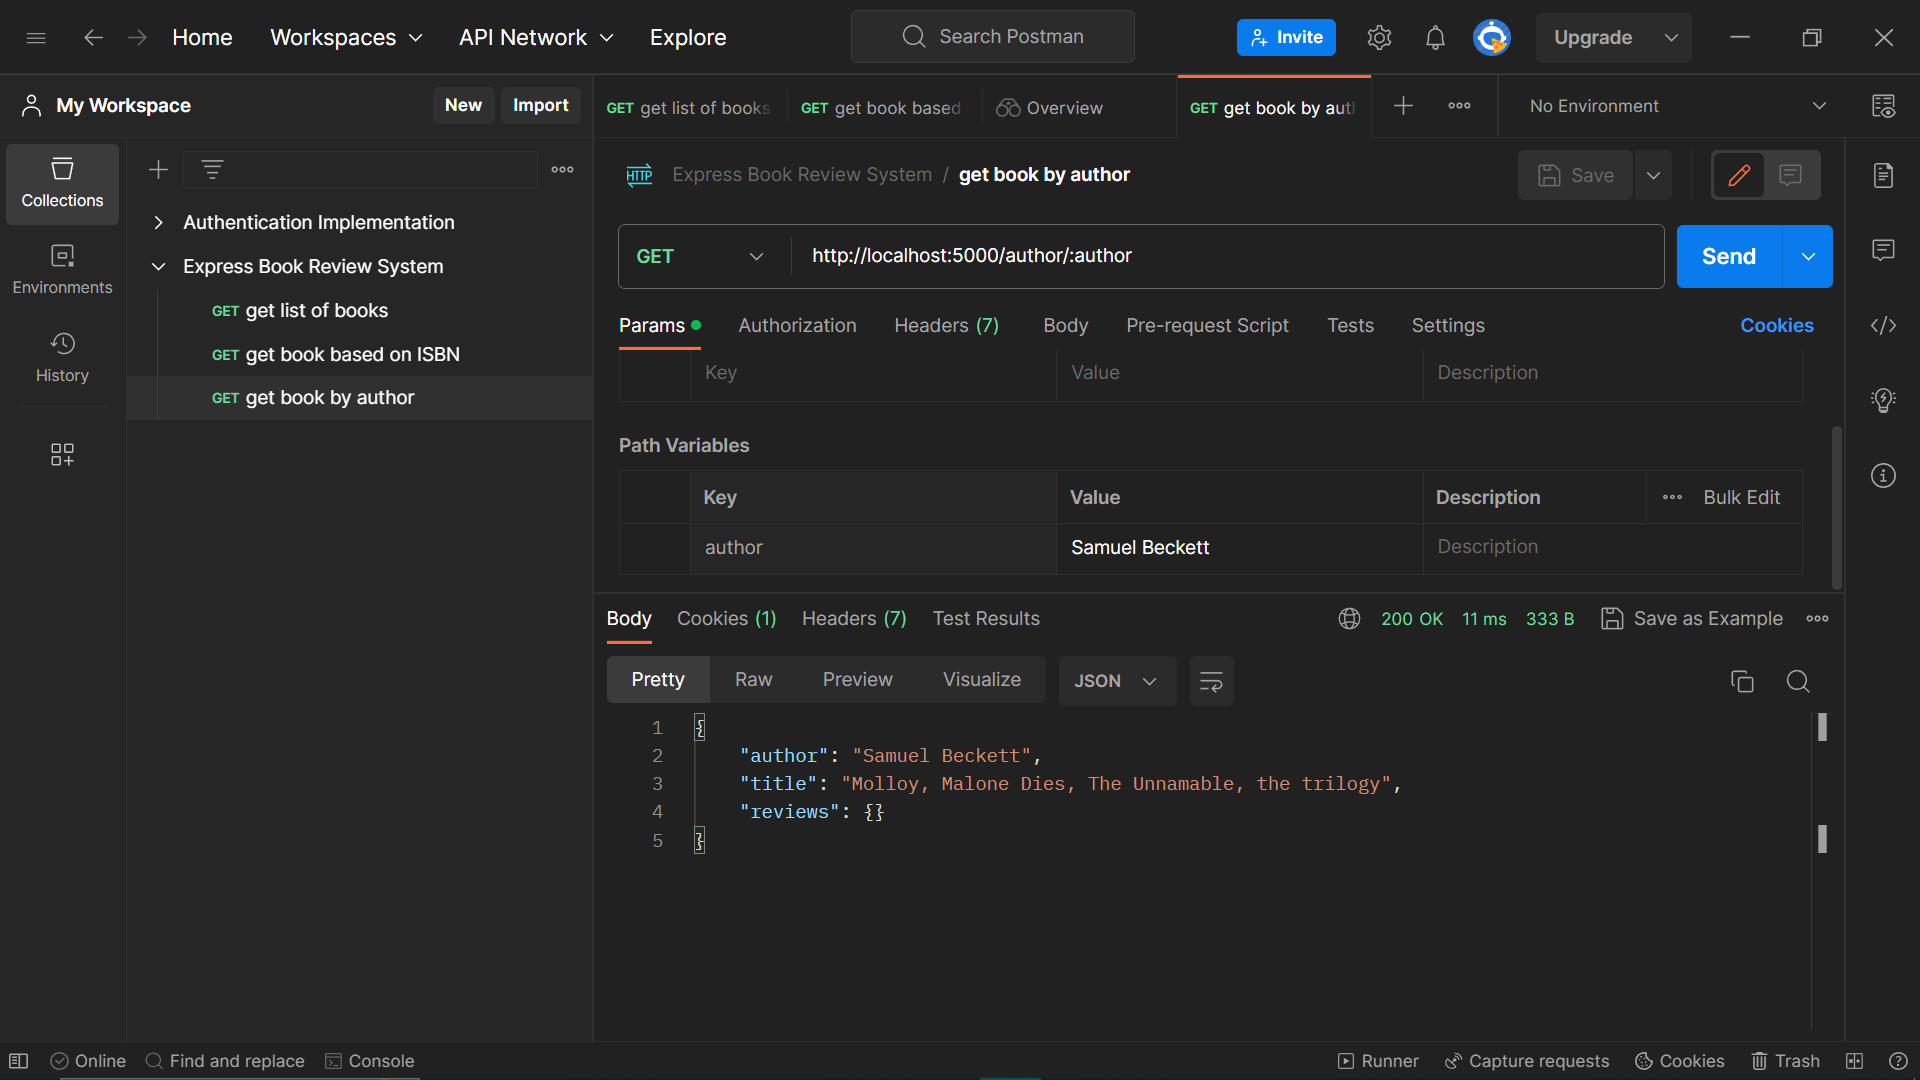 Home
Workspaces
API Network
Explore
Search Postman
Invite
Upgrade
My Workspace
New
Import
GET get list of books
GET get book based
Overview
GET get book by aut
No Environment
Collections
Environments
History
Authentication Implementation
Express Book Review System
GET get list of books
GET get book based on ISBN
GET get book by author
HTTP Express Book Review System / get book by author
Save
GET
http://localhost:5000/author/:author
Send
Params
Authorization
Headers (7)
Body
Pre-request Script
Tests
Settings
Cookies
Key
Value
Description
Path Variables
Key
Value
Description
Bulk Edit
author
Samuel Beckett
Description
Body
Cookies (1)
Headers (7)
Test Results
200 OK
11 ms
333 B
Save as Example
Pretty
Raw
Preview
Visualize
JSON
1 {
2 "author": "Samuel Beckett",
3 "title": "Molloy, Malone Dies, The Unnamable, the trilogy",
4 "reviews": {}
5 }
Online
Find and replace
Console
Runner
Capture requests
Cookies
Trash